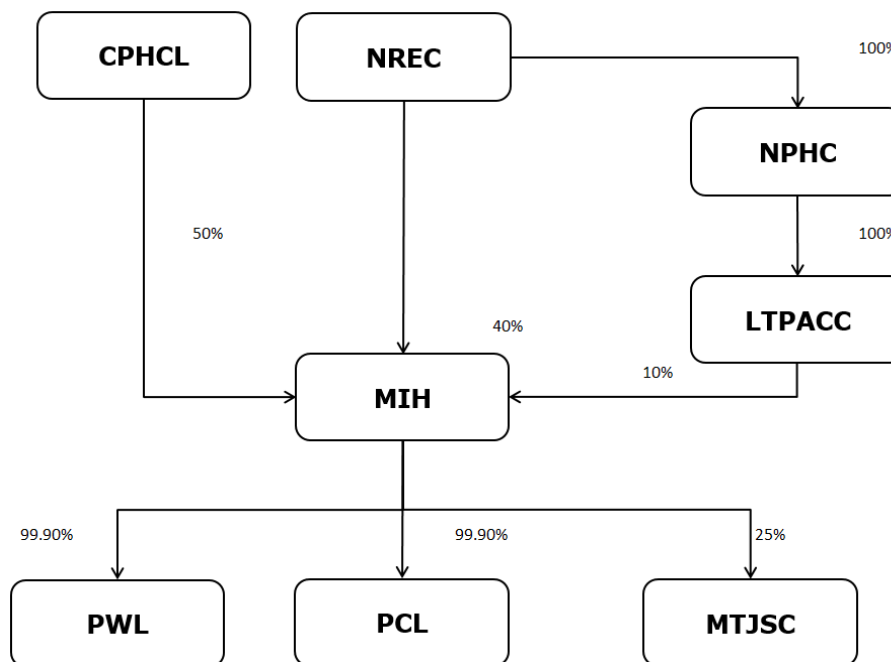 CPHCL
NREC
100%
NPHC
50%
100%
LTPACC
40%
10%
MIH
99.90%
99.90%
25%
PWL
PCL
MTJSC